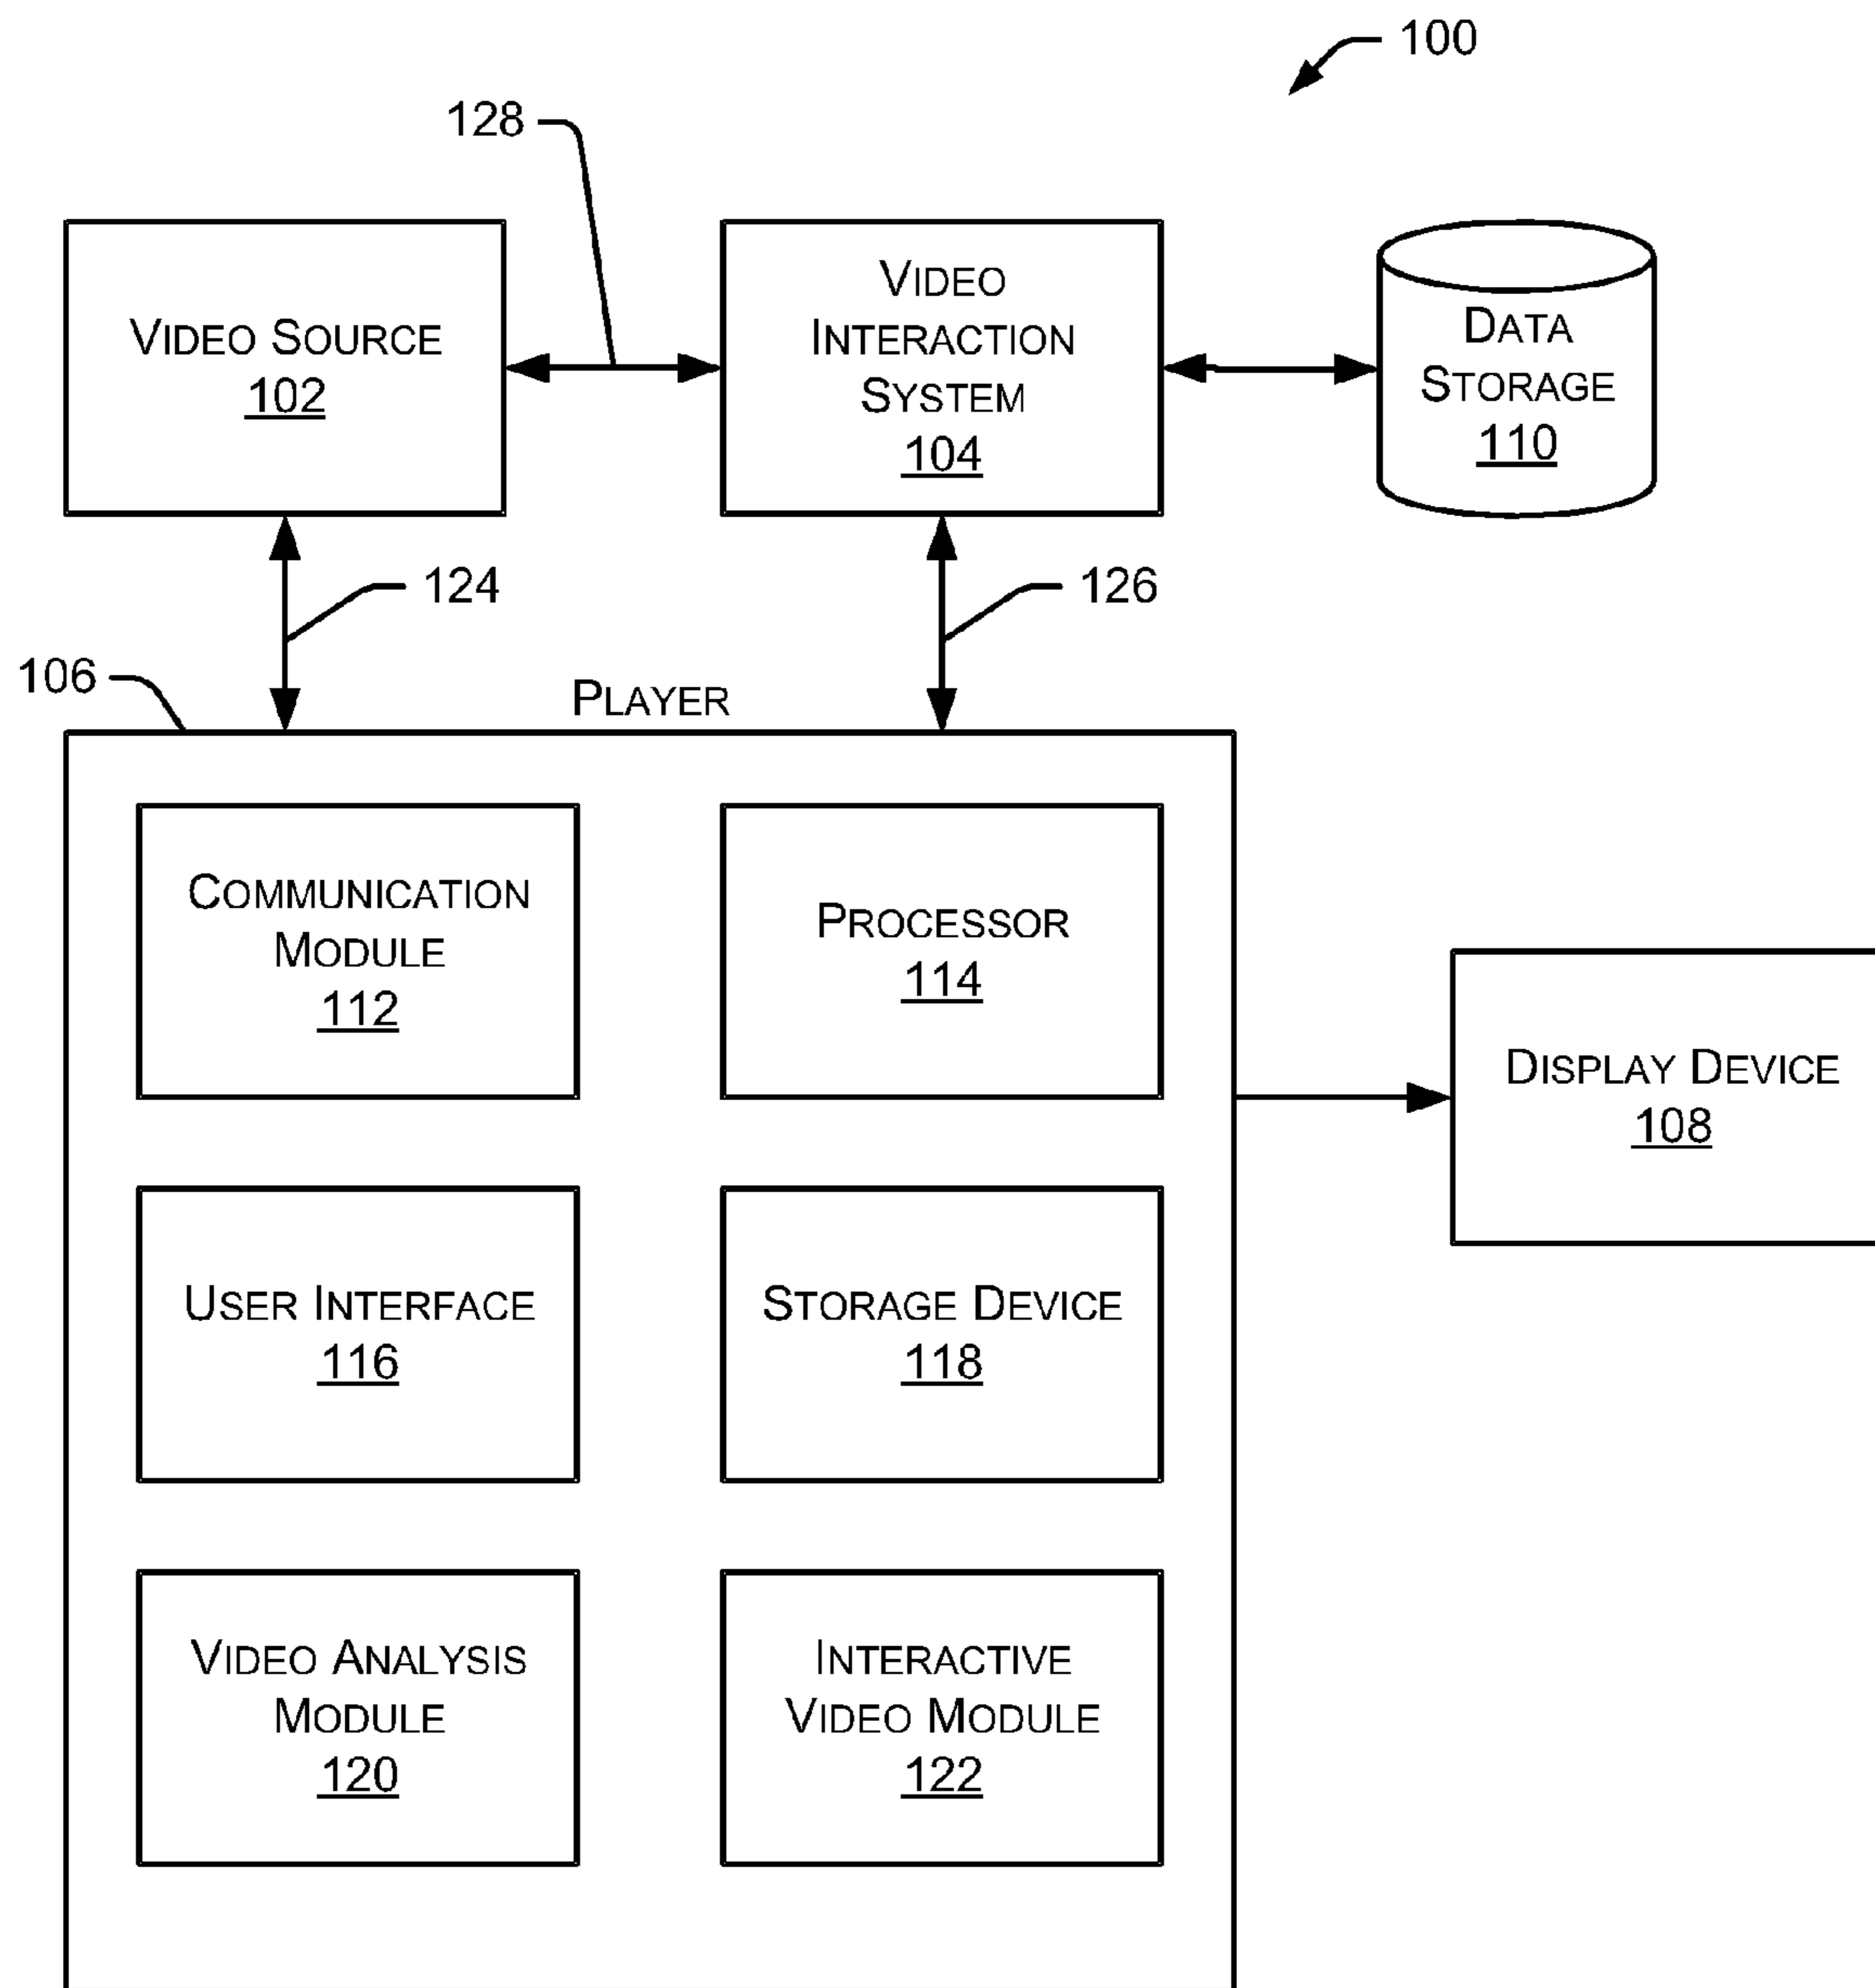 100
128
VIDEO SOURCE
102
VIDEO
INTERACTION
SYSTEM
104
DATA
STORAGE
110
124
126
106
PLAYER
COMMUNICATION
MODULE
112
PROCESSOR
114
DISPLAY DEVICE
108
USER INTERFACE
116
STORAGE DEVICE
118
VIDEO ANALYSIS
MODULE
120
INTERACTIVE
VIDEO MODULE
122